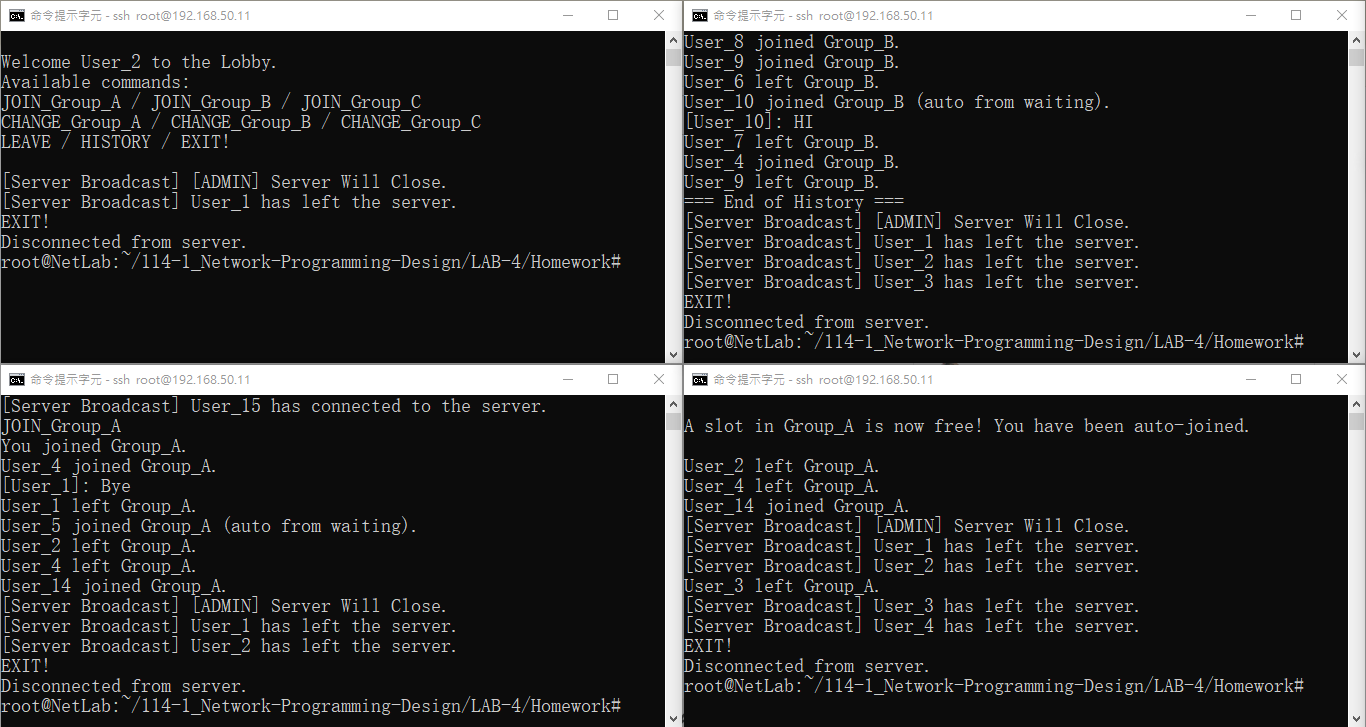 命令提示字元 - ssh root@192.168.50.11
Welcome User_2 to the Lobby.
Available commands:
JOIN_Group_A / JOIN_Group_B / JOIN_Group_C
CHANGE_Group_A / CHANGE_Group_B / CHANGE_Group_C
LEAVE / HISTORY / EXIT!
[Server Broadcast] [ADMIN] Server Will Close.
[Server Broadcast] User_1 has left the server.
EXIT!
Disconnected from server.
root@NetLab:~/114-1_Network-Programming-Design/LAB-4/Homework#
命令提示字元 - ssh root@192.168.50.11
User_8 joined Group_B.
User_9 joined Group_B.
User_6 left Group_B.
User_10 joined Group_B (auto from waiting).
[User_10]: HI
User_7 left Group_B.
User_4 joined Group_B.
User_9 left Group_B.
=== End of History ===
[Server Broadcast] [ADMIN] Server Will Close.
[Server Broadcast] User_1 has left the server.
[Server Broadcast] User_2 has left the server.
[Server Broadcast] User_3 has left the server.
EXIT!
Disconnected from server.
root@NetLab:~/114-1_Network-Programming-Design/LAB-4/Homework#
命令提示字元 - ssh root@192.168.50.11
[Server Broadcast] User_15 has connected to the server.
JOIN_Group_A
You joined Group_A.
User_4 joined Group_A.
[User_1]: Bye
User_1 left Group_A.
User_5 joined Group_A (auto from waiting).
User_2 left Group_A.
User_4 left Group_A.
User_14 joined Group_A.
[Server Broadcast] [ADMIN] Server Will Close.
[Server Broadcast] User_1 has left the server.
[Server Broadcast] User_2 has left the server.
EXIT!
Disconnected from server.
root@NetLab:~/114-1_Network-Programming-Design/LAB-4/Homework#
命令提示字元 - ssh root@192.168.50.11
A slot in Group_A is now free! You have been auto-joined.
User_2 left Group_A.
User_4 left Group_A.
User_14 joined Group_A.
[Server Broadcast] [ADMIN] Server Will Close.
[Server Broadcast] User_1 has left the server.
[Server Broadcast] User_2 has left the server.
User_3 left Group_A.
[Server Broadcast] User_3 has left the server.
[Server Broadcast] User_4 has left the server.
EXIT!
Disconnected from server.
root@NetLab:~/114-1_Network-Programming-Design/LAB-4/Homework#